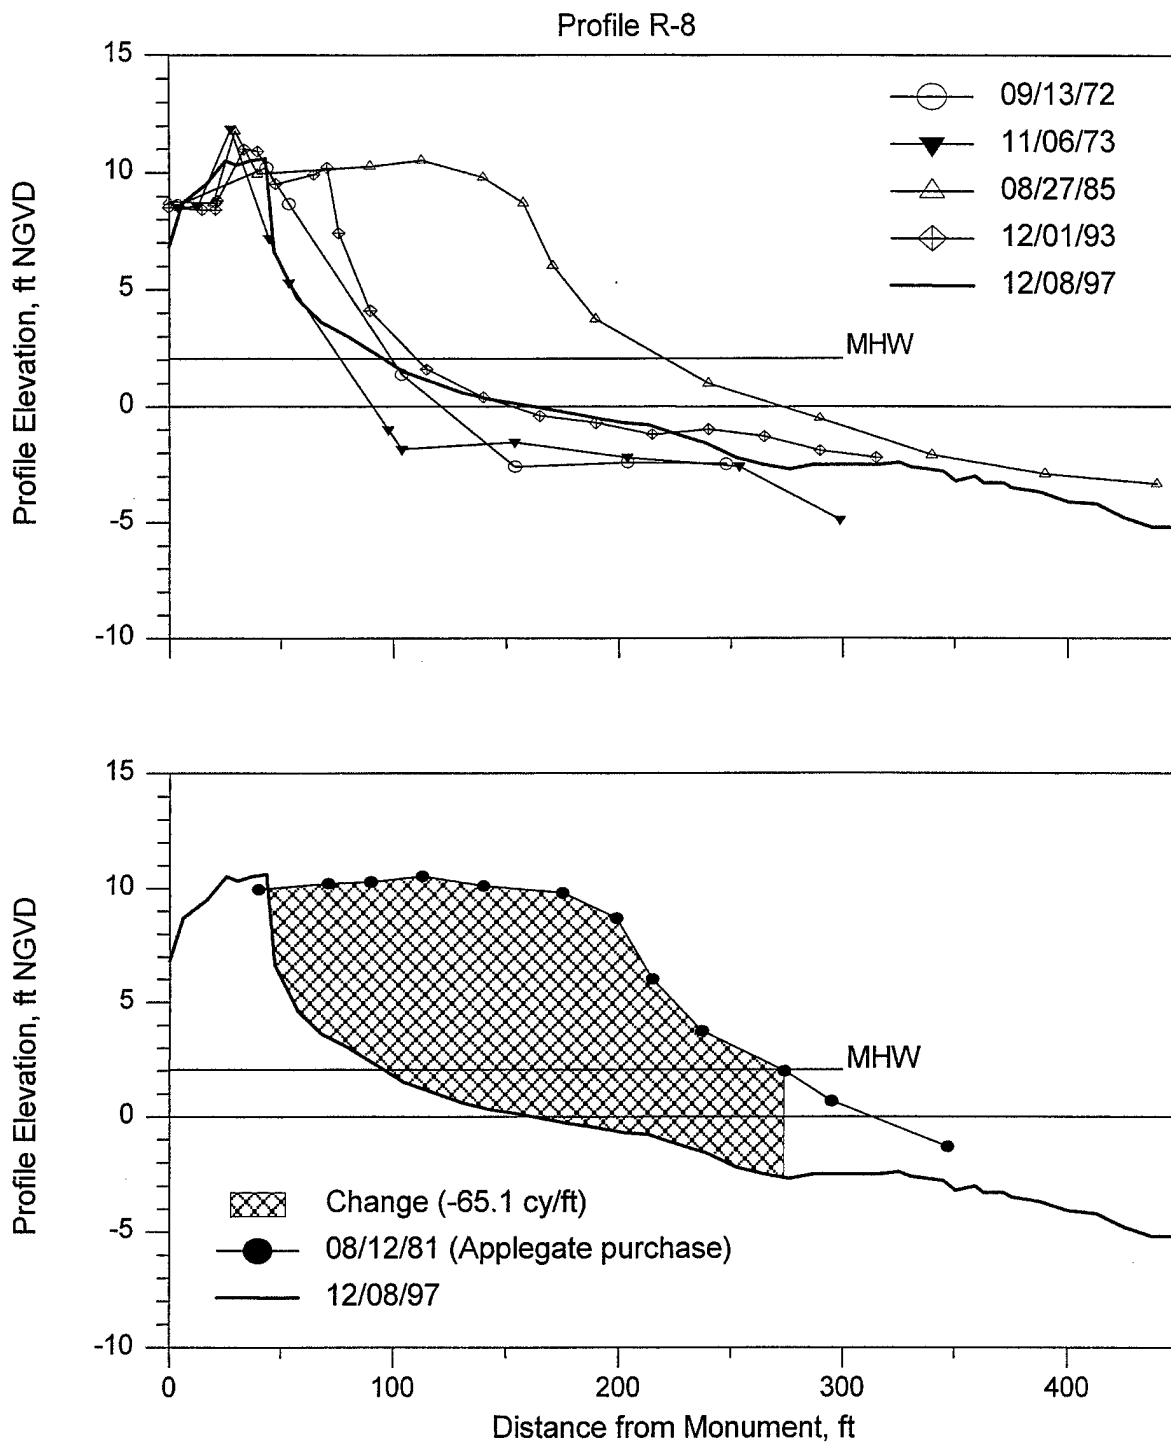 Profile R-8
15
10
5
0
-5
-10
Profile Elevation, ft NGVD
09/13/72
11/06/73
08/27/85
12/01/93
12/08/97
MHW
15
10
5
0
-5
-10
Profile Elevation, ft NGVD
MHW
Change (-65.1 cy/ft)
08/12/81 (Applegate purchase)
12/08/97
0 100 200 300 400
Distance from Monument, ft